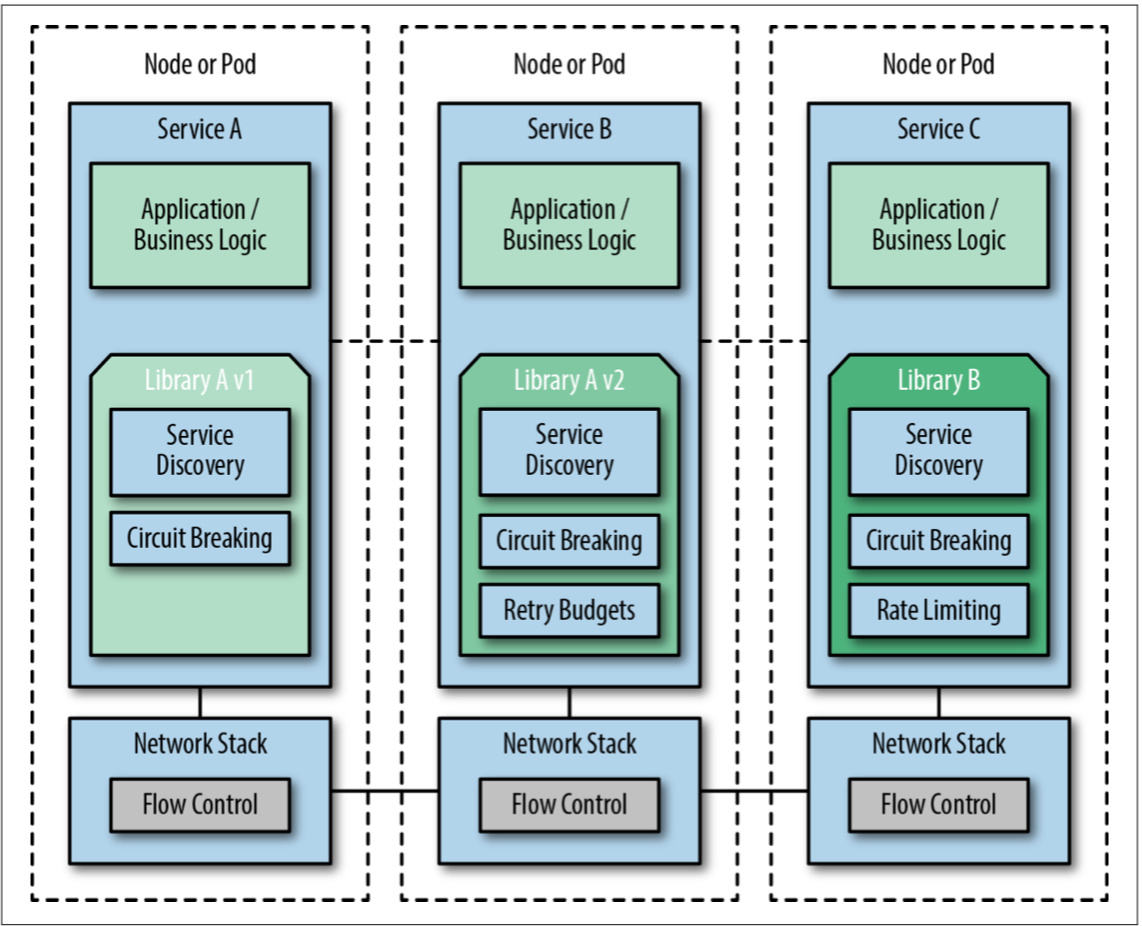 Node or Pod
Service A
Application /
Business Logic
Library A v1
Service
Discovery
Circuit Breaking
Network Stack
Flow Control
Node or Pod
Service B
Application /
Business Logic
Library A v2
Service
Discovery
Circuit Breaking
Retry Budgets
Network Stack
Flow Control
Node or Pod
Service C
Application /
Business Logic
Library B
Service
Discovery
Circuit Breaking
Rate Limiting
Network Stack
Flow Control